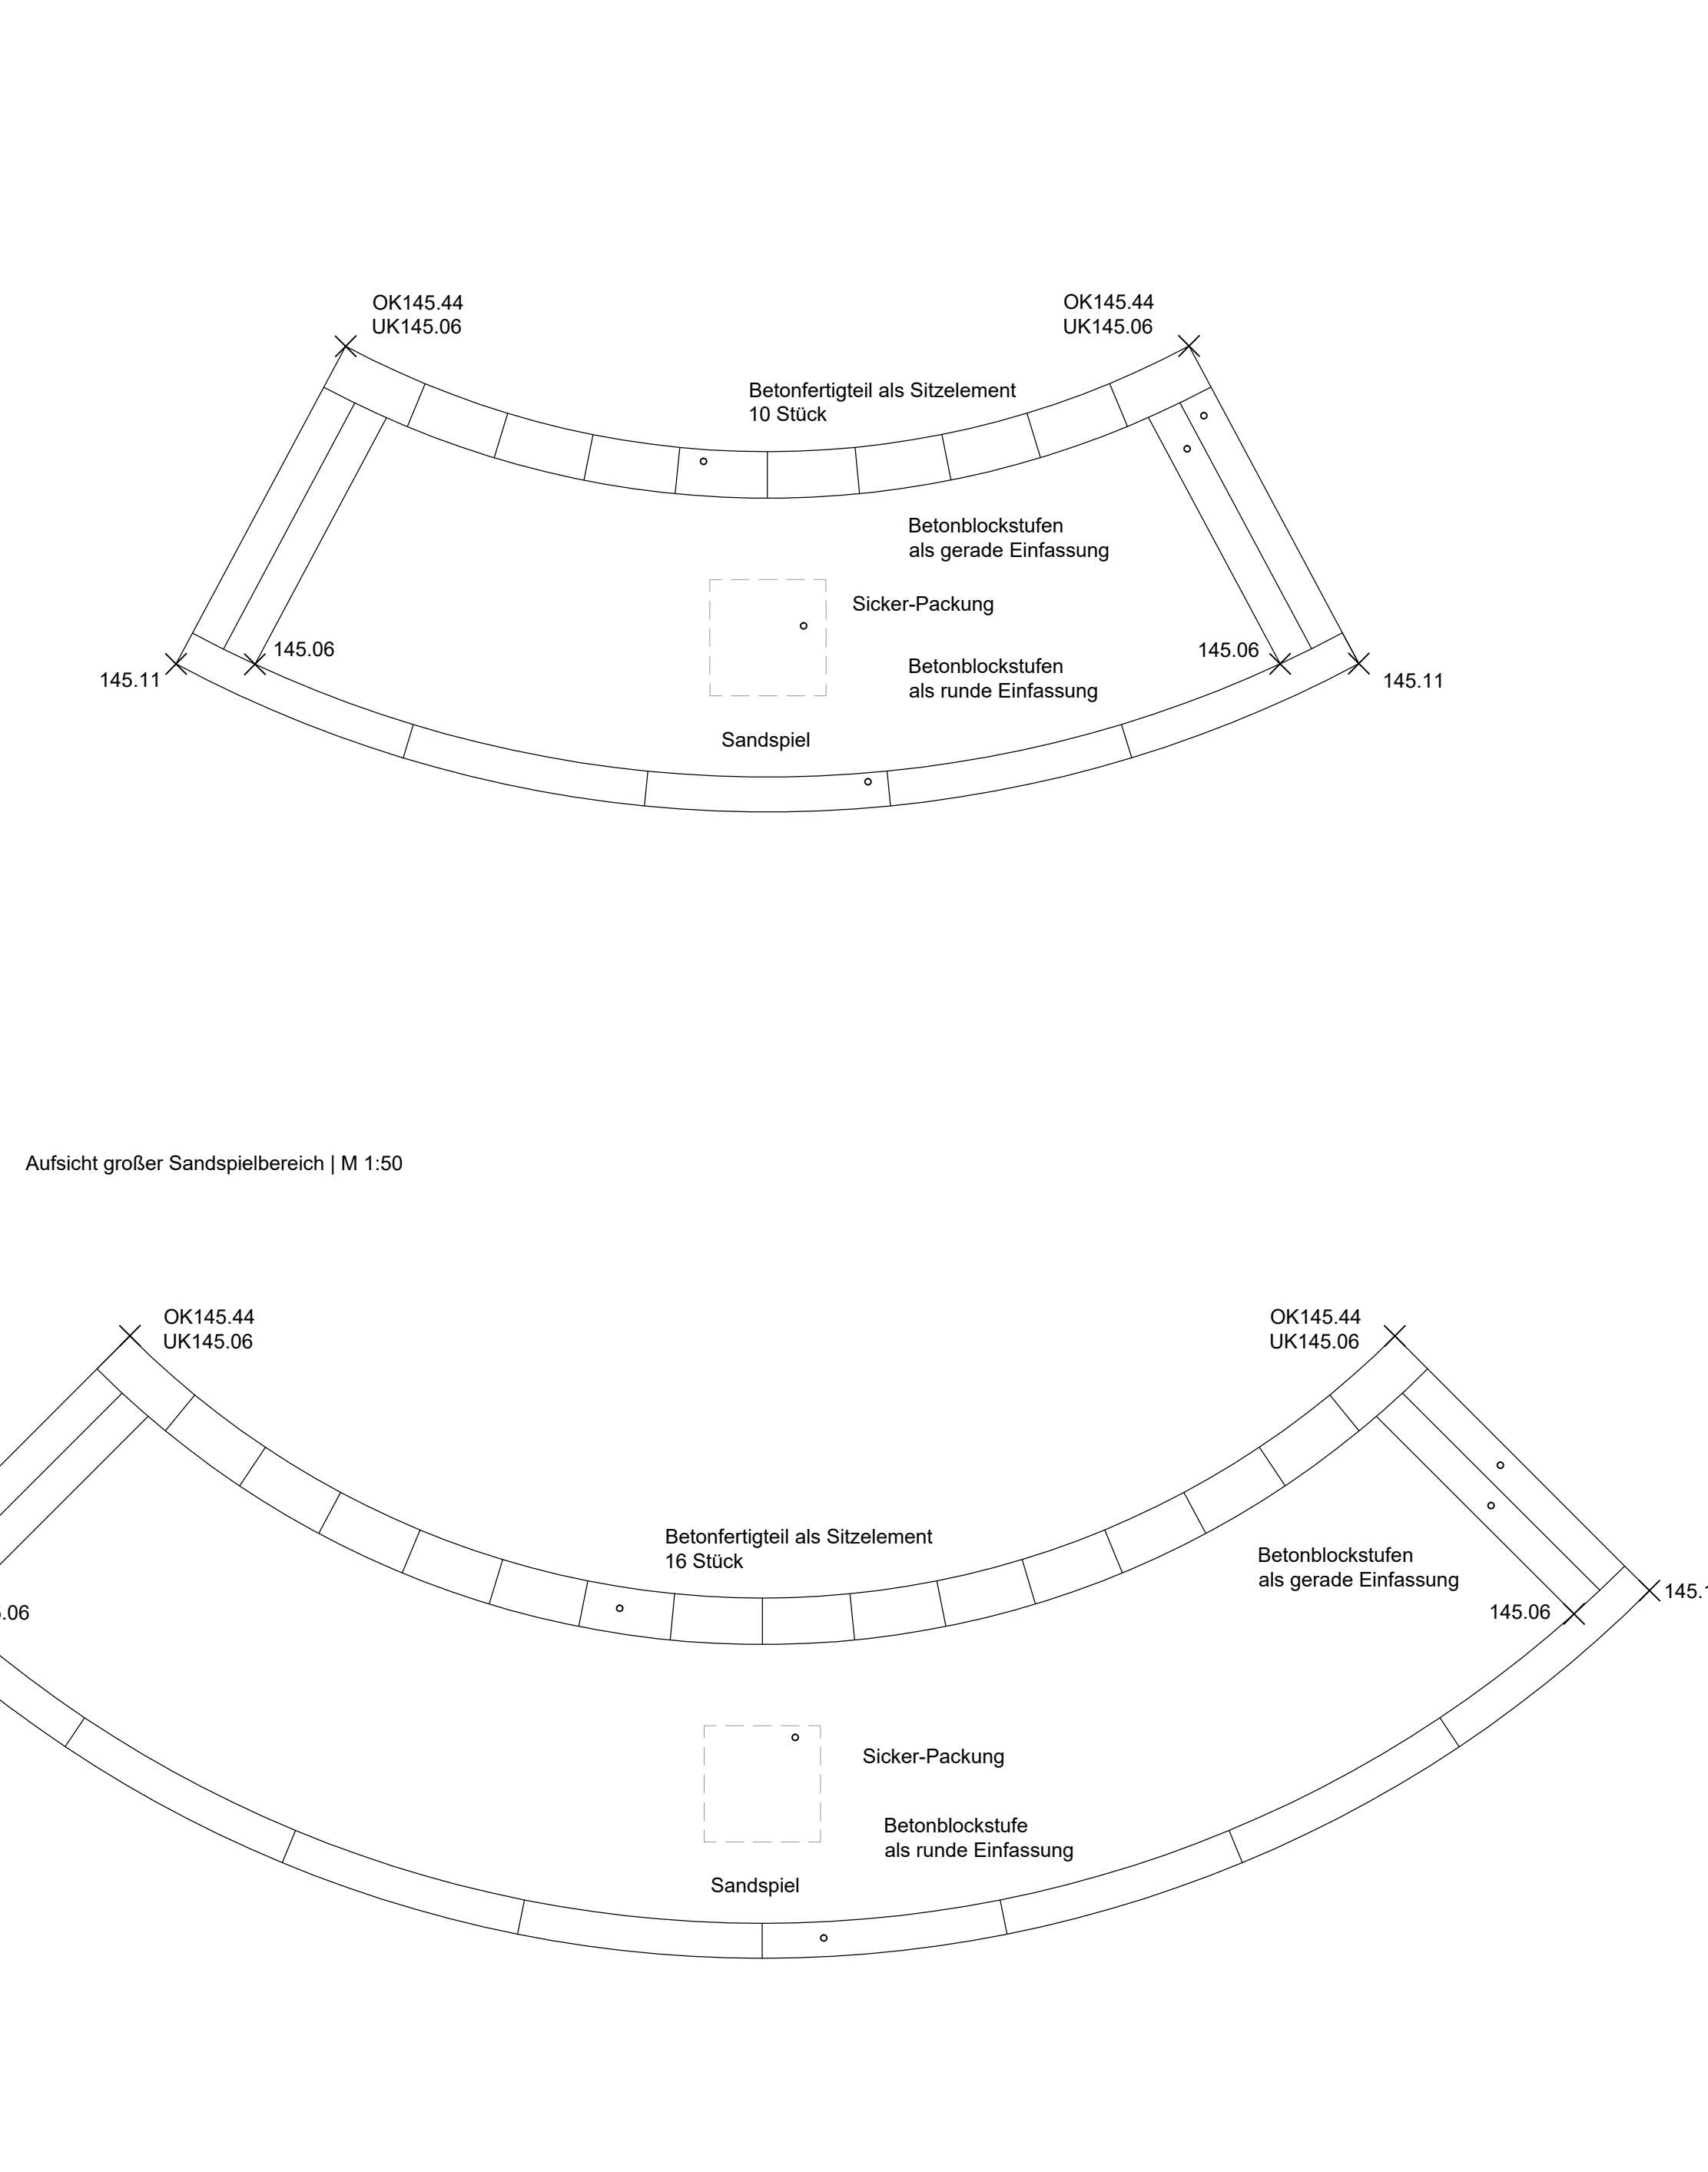 OK145.44
UK145.06
OK145.44
UK145.06
Betonfertigteil als Sitzelement
10 Stück
Betonblockstufen
als gerade Einfassung
Sicker-Packung
145.06
145.06
Betonblockstufen
als runde Einfassung
145.11
145.11
Sandspiel
Aufsicht großer Sandspielbereich | M 1:50
OK145.44
UK145.06
OK145.44
UK145.06
Betonfertigteil als Sitzelement
16 Stück
Betonblockstufen
als gerade Einfassung
.06
145.06
145.
Sicker-Packung
Betonblockstufe
als runde Einfassung
Sandspiel